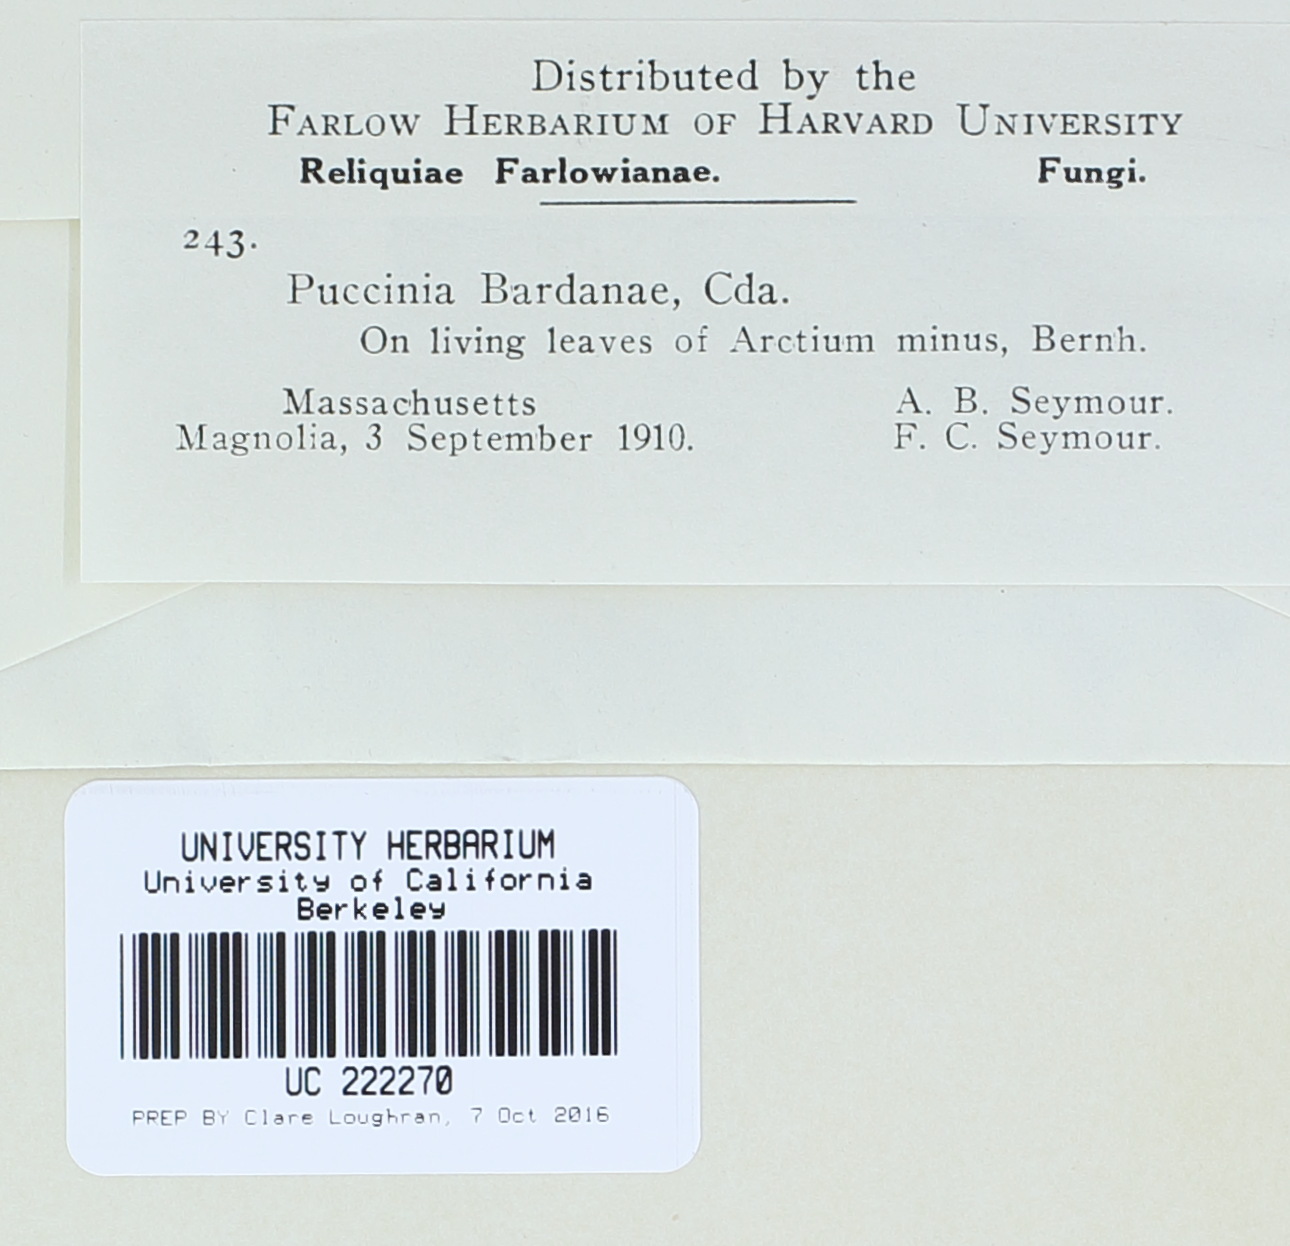 Distributed by the
FARLOW HERBARIUM OF HARVARD UNIVERSITY
Reliquiae Farlowianae. Fungi.
243.
Puccinia Bardanae, Cda.
On living leaves of Arctium minus, Bernh.
Massachusetts A. B. Seymour.
Magnolia, 3 September 1910. F. C. Seymour.
UNIVERSITY HERBARIUM
University of California
Berkeley
UC 222270
PREP BY Clare Loughran, 7 Oct 2016